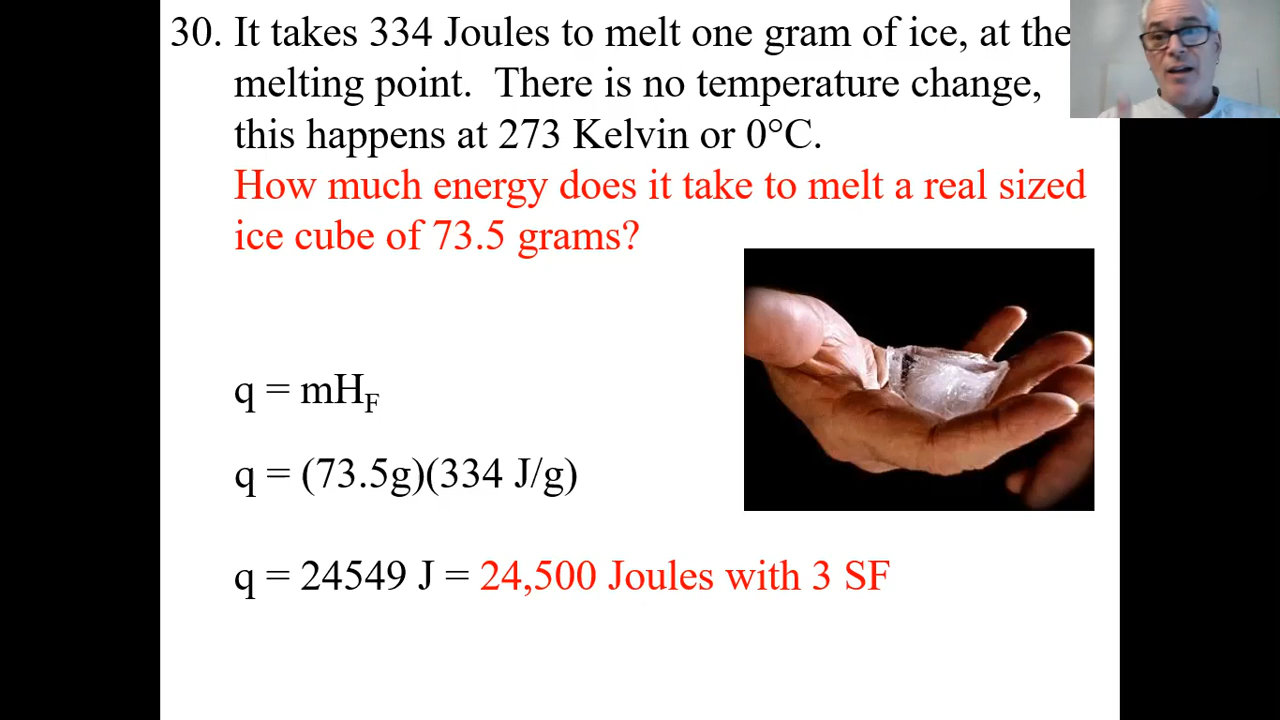 30. It takes 334 Joules to melt one gram of ice, at the
melting point.  There is no temperature change,
this happens at 273 Kelvin or 0°C.
How much energy does it take to melt a real sized
ice cube of 73.5 grams?
q = mH_F
q = (73.5g)(334 J/g)
q = 24549 J = 24,500 Joules with 3 SF